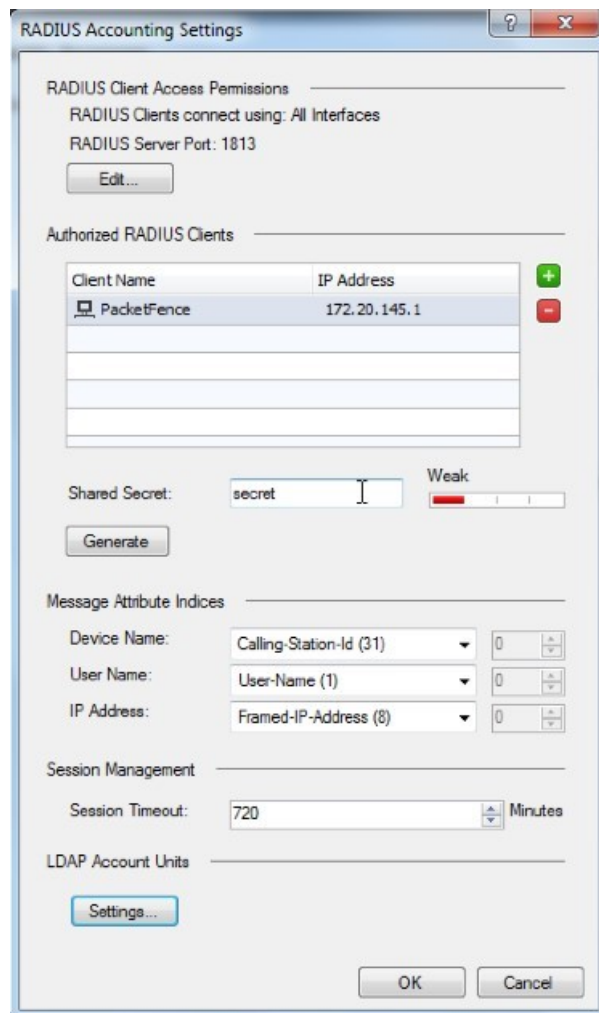 RADIUS Accounting Settings
RADIUS Client Access Permissions
RADIUS Clients connect using: All Interfaces
RADIUS Server Port: 1813
Edit...
Authorized RADIUS Clients
Client Name IP Address
PacketFence 172.20.145.1
Weak
Shared Secret: secret
Generate
Message Attribute Indices
Device Name: Calling-Station-Id (31) 0
User Name: User-Name (1) 0
IP Address: Framed-IP-Address (8) 0
Session Management
Session Timeout: 720 Minutes
LDAP Account Units
Settings...
OK Cancel